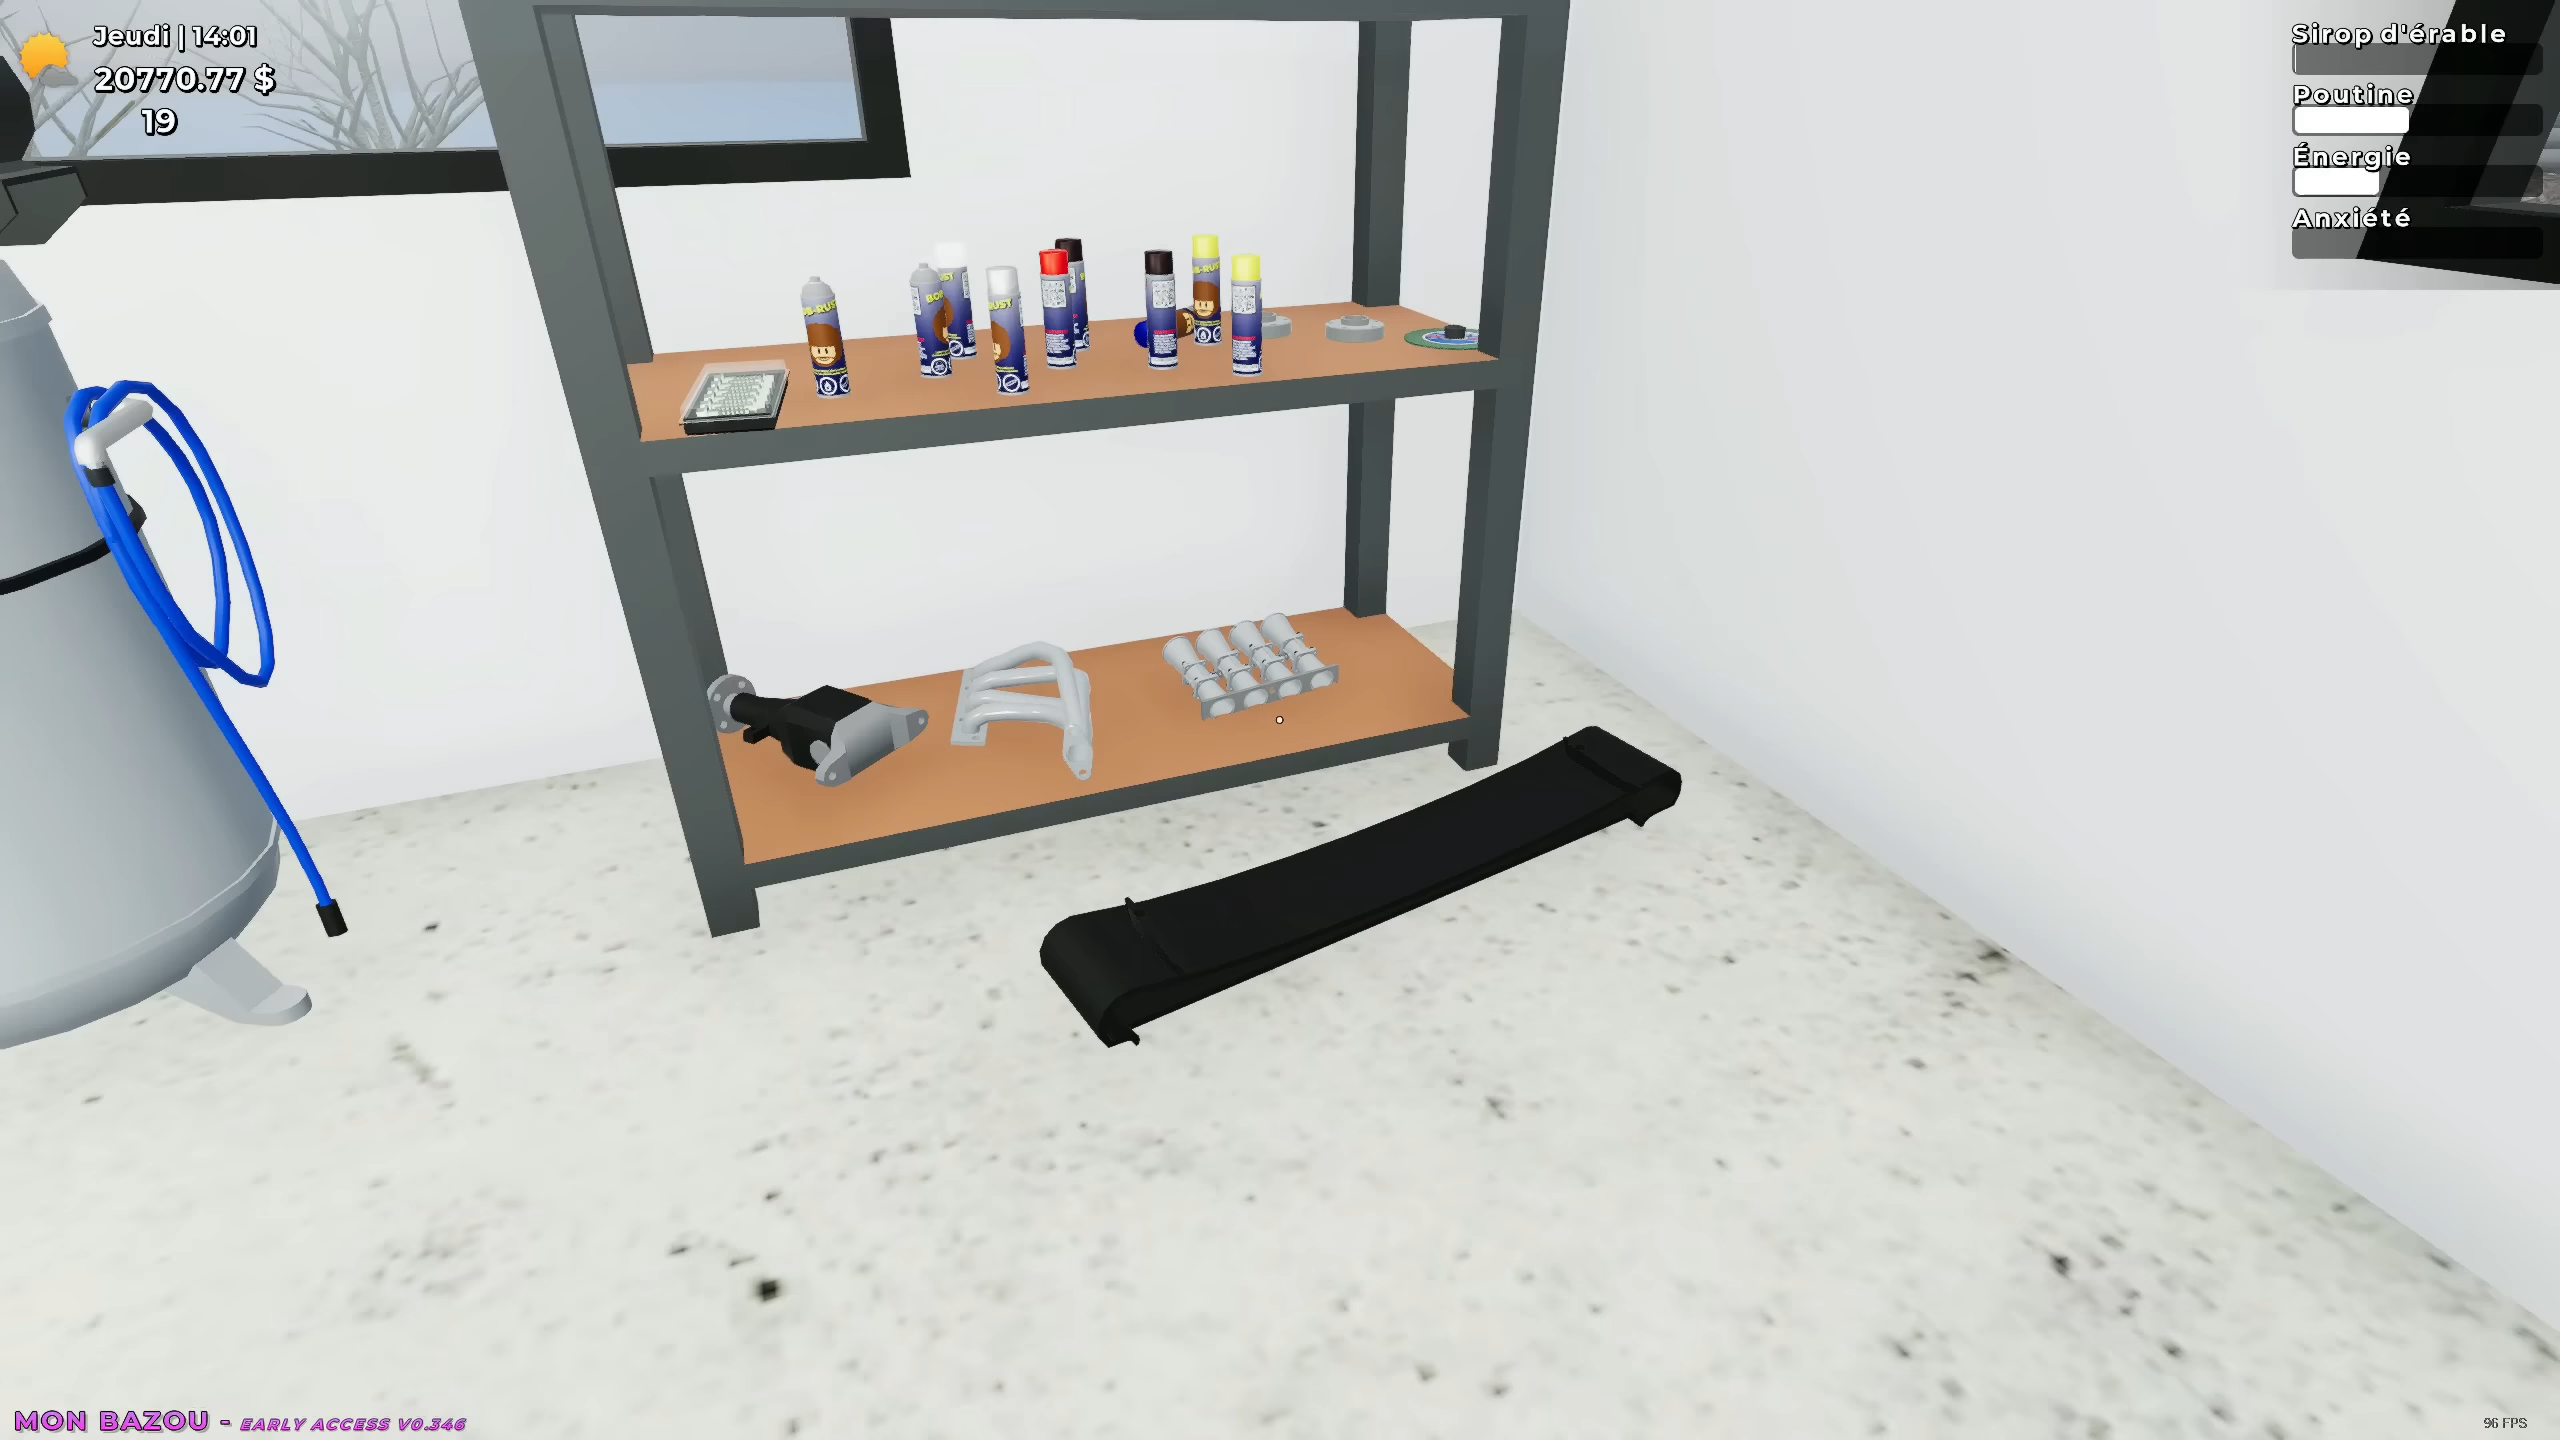 Jeudi | 14:01
20770.77 $
19
Sirop d'érable
Poutine
Énergie
Anxiété
MON BAZOU - EARLY ACCESS V0.346
96 FPS